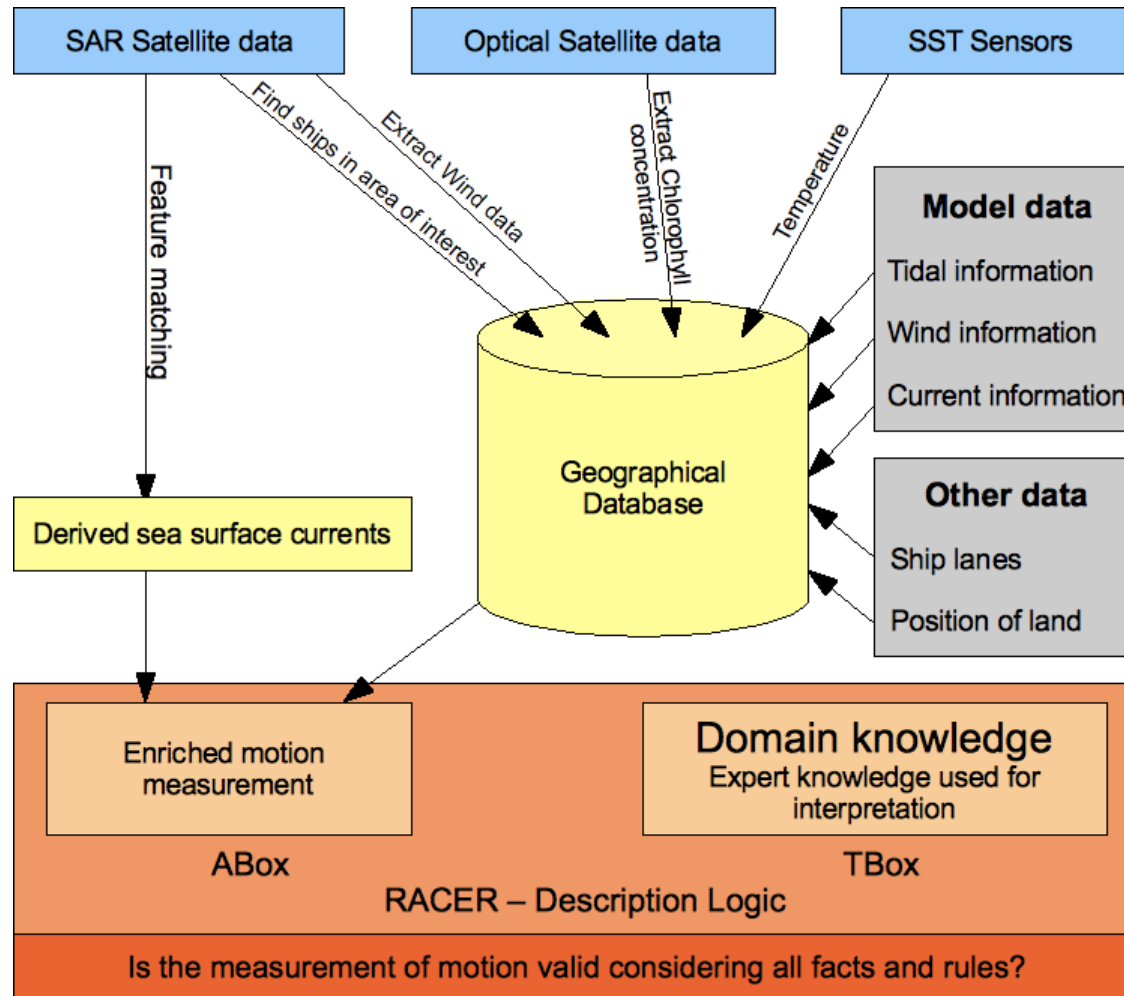 SAR Satellite data
Optical Satellite data
SST Sensors
Find ships in area of interest
Extract Wind data
Extract Chlorophyll
concentration
Temperature
Feature matching
Model data
Tidal information
Wind information
Current information
Geographical
Database
Other data
Ship lanes
Position of land
Derived sea surface currents
Enriched motion
measurement
Domain knowledge
Expert knowledge used for
interpretation
ABox
TBox
RACER – Description Logic
Is the measurement of motion valid considering all facts and rules?